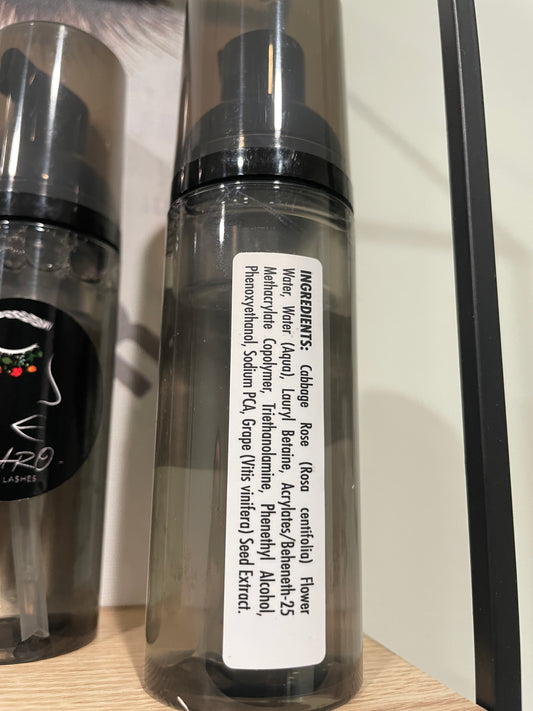 INGREDIENTS: Cabbage Rose (Rosa centifolia) Flower
Water, Water (Aqua), Lauryl Betaine, Acrylates/Beheneth-25
Methacrylate Copolymer, Triethanolamine, Phenethyl Alcohol,
Phenoxyethanol, Sodium PCA, Grape (Vitis vinifera) Seed Extract.
LASHES